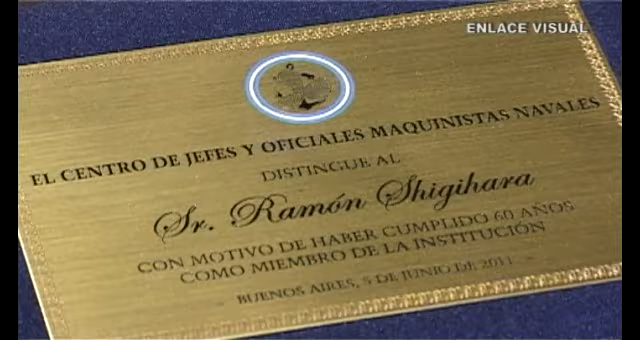 ENLACE VISUAL
EL CENTRO DE JEFES Y OFICIALES MAQUINISTAS NAVALES
DISTINGUE AL
Sr. Ramón Shigihara
CON MOTIVO DE HABER CUMPLIDO 60 AÑOS
COMO MIEMBRO DE LA INSTITUCIÓN
BUENOS AIRES, 5 DE JUNIO DE 2011